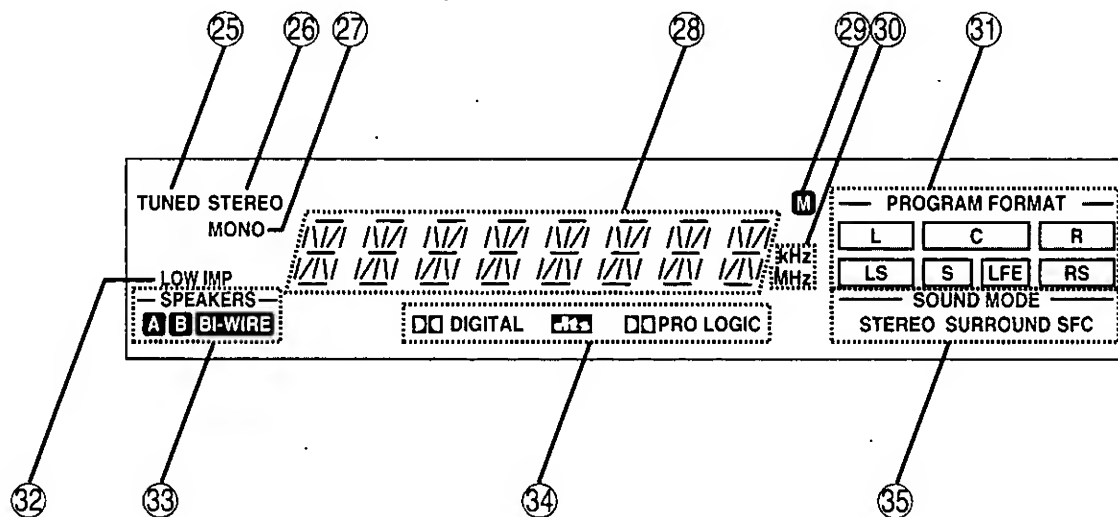 25 26 27 28 29 30 31
TUNED STEREO
MONO
M
kHz
MHz
PROGRAM FORMAT
L C R
LS S LFE RS
LOW IMP
SPEAKERS
A B BI-WIRE
DIGITAL dts PRO LOGIC
SOUND MODE
STEREO SURROUND SFC
32 33 34 35